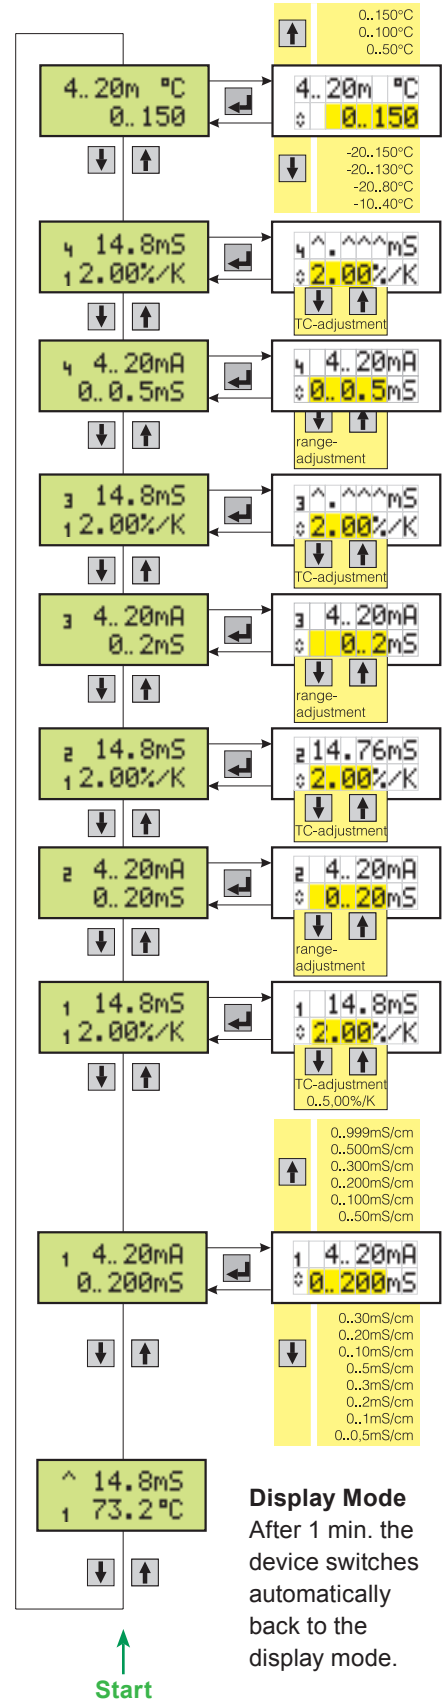 0..150°C
0..100°C
0..50°C
4..20m °C
0..150
4..20m °C
0..150
-20..150°C
-20..130°C
-20..80°C
-10..40°C
4 14.8mS
1 2.00%/K
4 ^.^^^mS
2.00%/K
TC-adjustment
4 4..20mA
0..0.5mS
4 4..20mA
0..0.5mS
range-
adjustment
3 14.8mS
1 2.00%/K
3 ^.^^^mS
2.00%/K
TC-adjustment
3 4..20mA
0..2mS
3 4..20mA
0..2mS
range-
adjustment
2 14.8mS
1 2.00%/K
2 14.76mS
2.00%/K
TC-adjustment
2 4..20mA
0..20mS
2 4..20mA
0..20mS
range-
adjustment
1 14.8mS
1 2.00%/K
1 14.8mS
2.00%/K
TC-adjustment
0..5,00%/K
0..999mS/cm
0..500mS/cm
0..300mS/cm
0..200mS/cm
0..100mS/cm
0..50mS/cm
1 4..20mA
0..200mS
1 4..20mA
0..200mS
0..30mS/cm
0..20mS/cm
0..10mS/cm
0..5mS/cm
0..3mS/cm
0..2mS/cm
0..1mS/cm
0..0,5mS/cm
^ 14.8mS
1 73.2°C
Display Mode
After 1 min. the
device switches
automatically
back to the
display mode.
Start